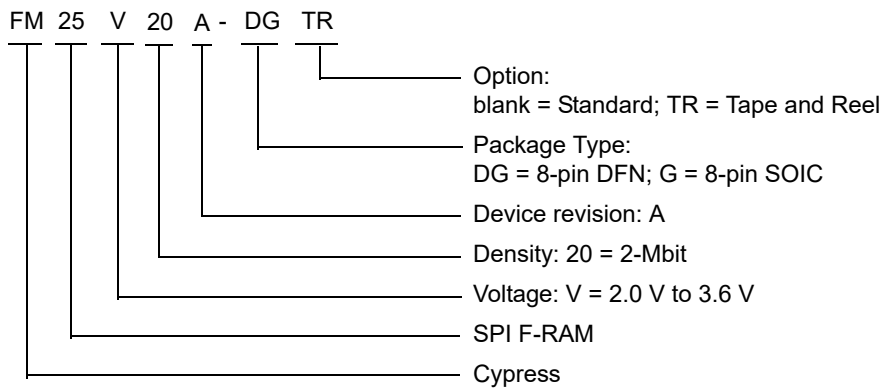 FM 25 V 20 A - DG TR
Option:
blank = Standard; TR = Tape and Reel
Package Type:
DG = 8-pin DFN; G = 8-pin SOIC
Device revision: A
Density: 20 = 2-Mbit
Voltage: V = 2.0 V to 3.6 V
SPI F-RAM
Cypress